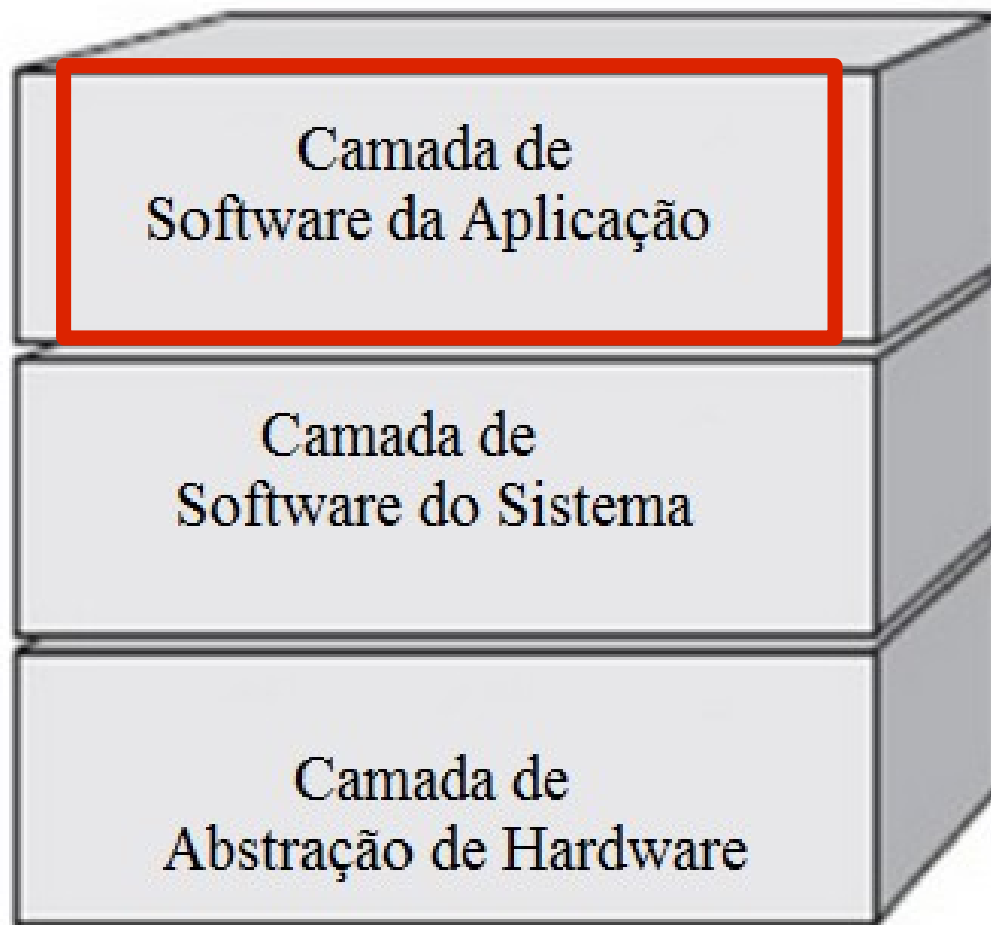 Camada de
Software da Aplicação
Camada de
Software do Sistema
Camada de
Abstração de Hardware